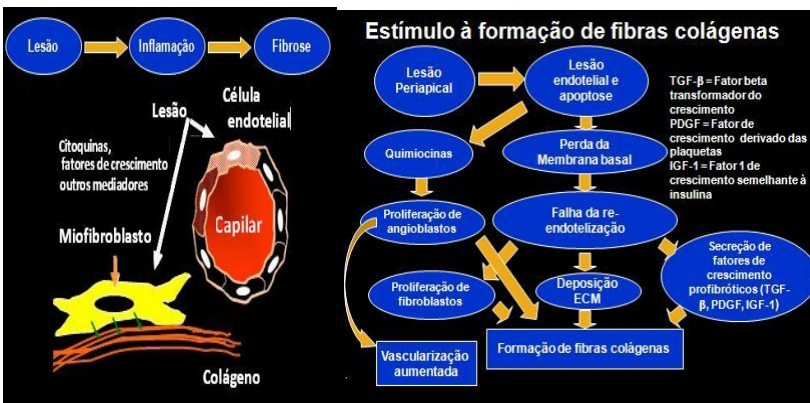 Lesão
Inflamação
Fibrose
Lesão
Célula
endotelial
Citoquinas,
fatores de crescimento
outros mediadores
Capilar
Miofibroblasto
Colágeno
Estímulo à formação de fibras colágenas
Lesão
Periapical
Lesão
endotelial e
apoptose
TGF-β = Fator beta
transformador do
crescimento
PDGF = Fator de
crescimento derivado das
plaquetas
IGF-1 = Fator 1 de
crescimento semelhante à
insulina
Quimiocinas
Perda da
Membrana basal
Proliferação de
angioblastos
Falha da re-
endotelização
Secreção de
fatores de
crescimento
profibróticos (TGF-
β, PDGF, IGF-1)
Proliferação de
fibroblastos
Deposição
ECM
Vascularização
aumentada
Formação de fibras colágenas